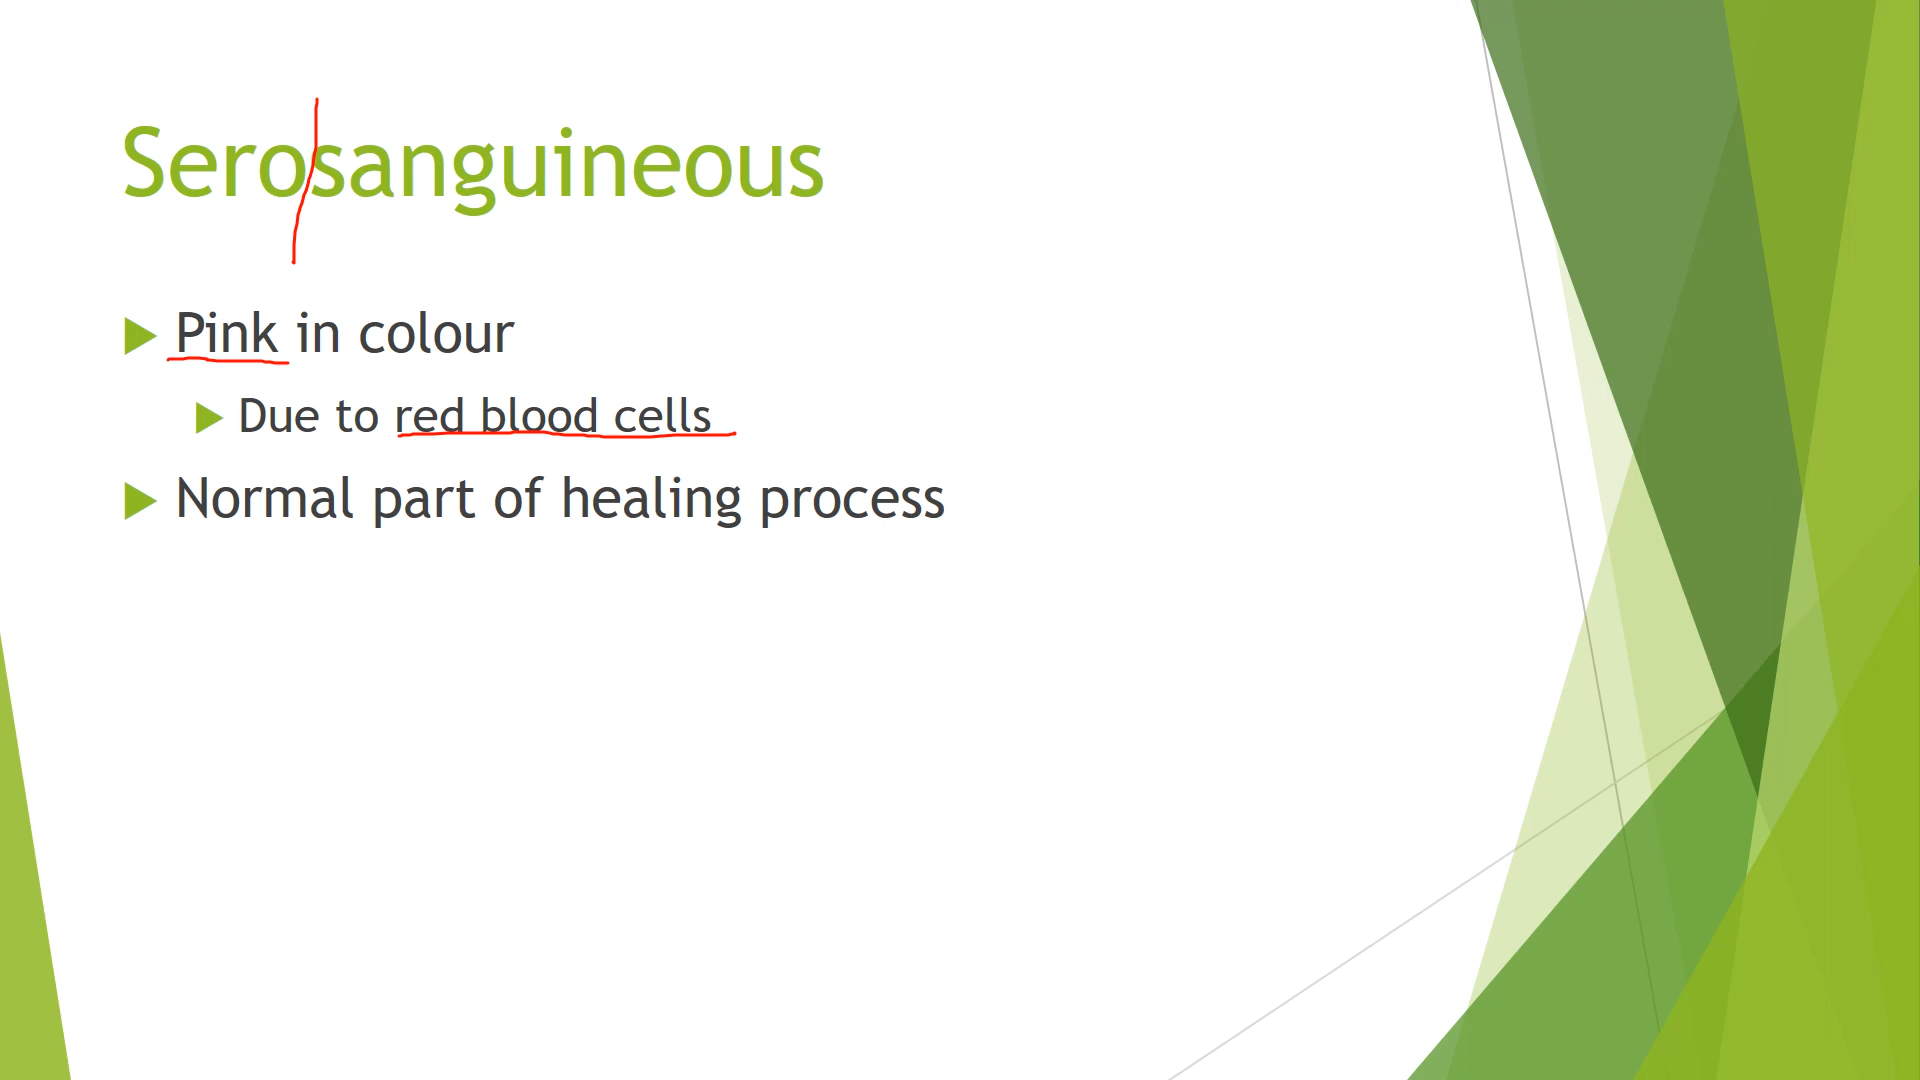 Serosanguineous
Pink in colour
Due to red blood cells
Normal part of healing process